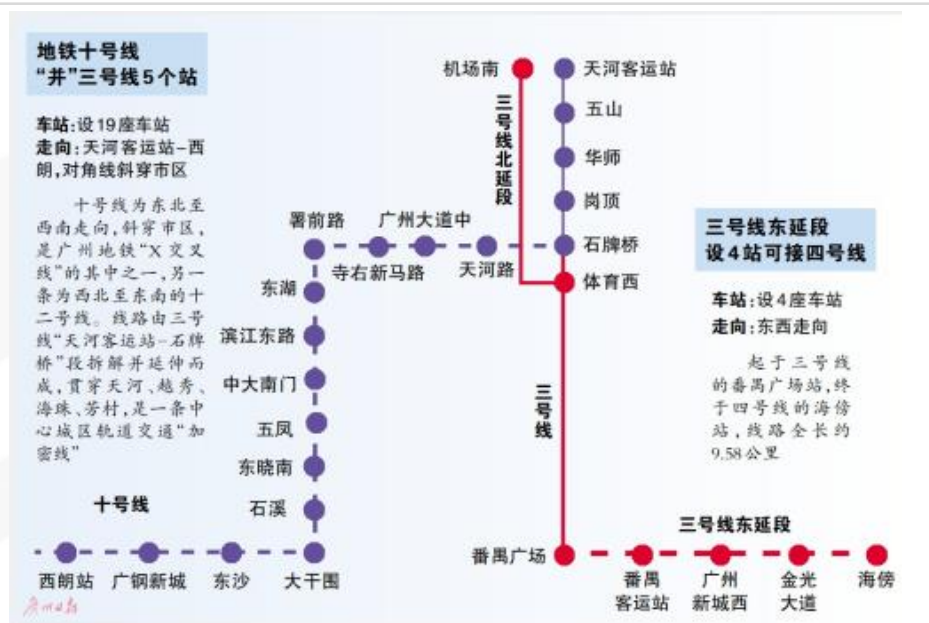 地铁十号线
“并”三号线5个站
车站:设19座车站
走向:天河客运站-西
朗,对角线斜穿市区
十号线为东北至
西南走向,斜穿市区,
是广州地铁“X交叉
线”的其中之一,另一
条为西北至东南的十
二号线。线路由三号
线“天河客运站-石牌
桥”段拆解并延伸而
成,贯穿天河、越秀、
海珠、芳村,是一条中
心城区轨道交通“加
密线”
机场南
天河客运站
三号线北延段
五山
华师
岗顶
署前路
广州大道中
石牌桥
寺右新马路
天河路
体育西
东湖
滨江东路
中大南门
五凤
东晓南
石溪
十号线
西朗站
广钢新城
东沙
大干围
三号线
三号线东延段
设4站可接四号线
车站:设4座车站
走向:东西走向
起于三号线
的番禺广场站,终
于四号线的海傍
站,线路全长约
9.58公里
三号线东延段
番禺广场
番禺
客运站
广州
新城西
金光
大道
海傍
广州日报